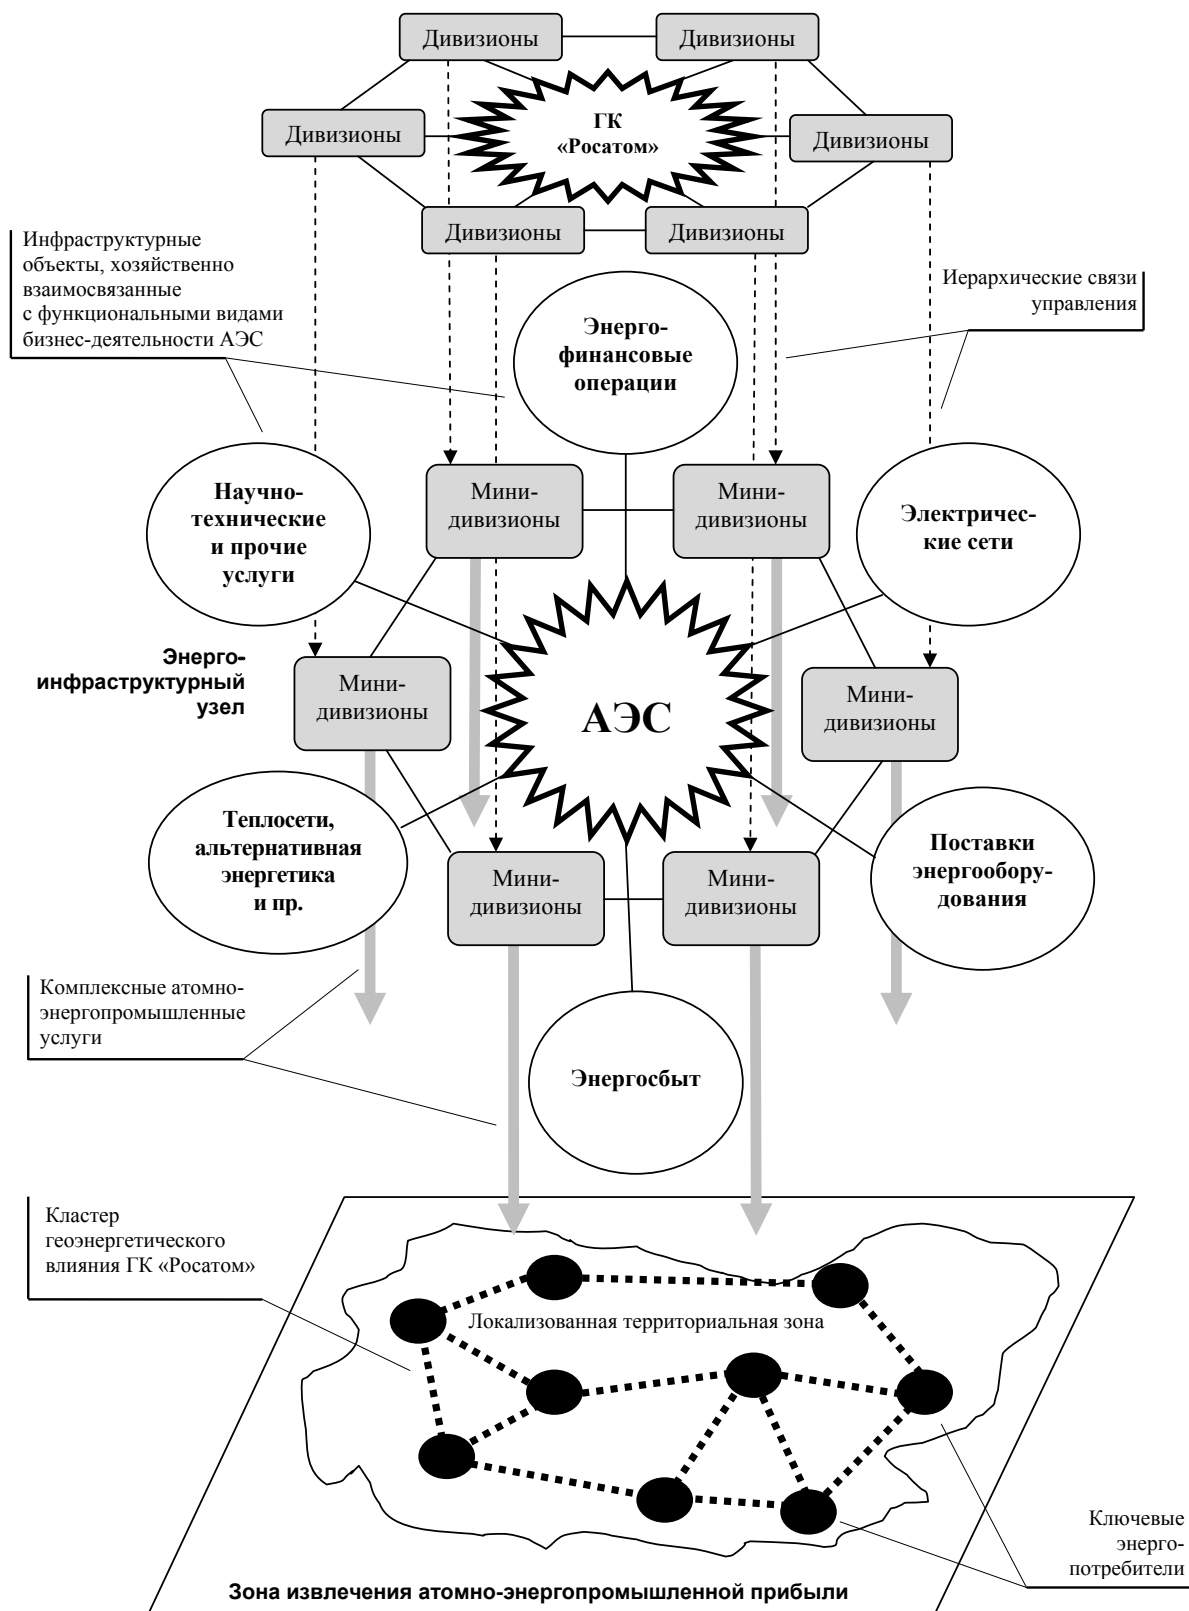 Дивизионы
Дивизионы
ГК
«Росатом»
Дивизионы
Дивизионы
Дивизионы
Дивизионы
Инфраструктурные
объекты, хозяйственно
взаимосвязанные
с функциональными видами
бизнес-деятельности АЭС
Иерархические связи
управления
Энерго-
финансовые
операции
Научно-
технические
и прочие
услуги
Мини-
дивизионы
Мини-
дивизионы
Электричес-
кие сети
Энерго-
инфраструктурный
узел
Мини-
дивизионы
АЭС
Мини-
дивизионы
Теплосети,
альтернативная
энергетика
и пр.
Мини-
дивизионы
Мини-
дивизионы
Поставки
энергообору-
дования
Комплексные атомно-
энергопромышленные
услуги
Энергосбыт
Кластер
геоэнергетического
влияния ГК «Росатом»
Локализованная территориальная зона
Ключевые
энерго-
потребители
Зона извлечения атомно-энергопромышленной прибыли